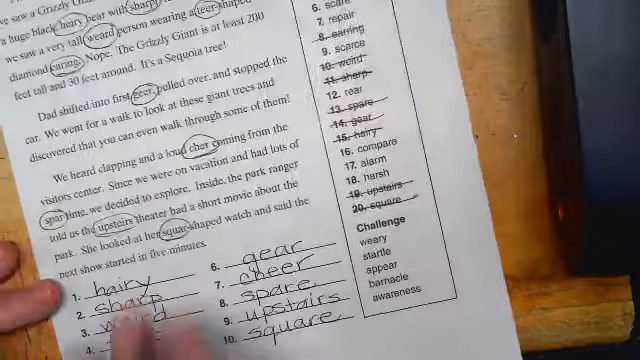 we saw a Grizzly
a huge black heiry bear with sharp
we saw a very tall weard person wearing a teer-shaped
diamond earing. Nope. The Grizzly Giant is at least 200
feet tall and 30 feet around. It's a Sequoia tree!
Dad shifted into first geer, pulled over, and stopped the
car. We went for a walk to look at these giant trees and
discovered that you can even walk through some of them!
We heard clapping and a loud cher coming from the
visitors center. Since we were on vacation and had lots of
spar time, we decided to explore. Inside, the park ranger
told us the upsteirs theater had a short movie about the
park. She looked at her squar-shaped watch and said the
next show started in five minutes.
1. hairy
2. sharp
3. weird
4.
6. gear
7. cheer
8. spare
9. upstairs
10. square
6. scare
7. repair
8. earring
9. scarce
10. weird
11. sharp
12. rear
13. spare
14. gear
15. hairy
16. compare
17. alarm
18. harsh
19. upstairs
20. square
Challenge
weary
startle
appear
barnacle
awareness